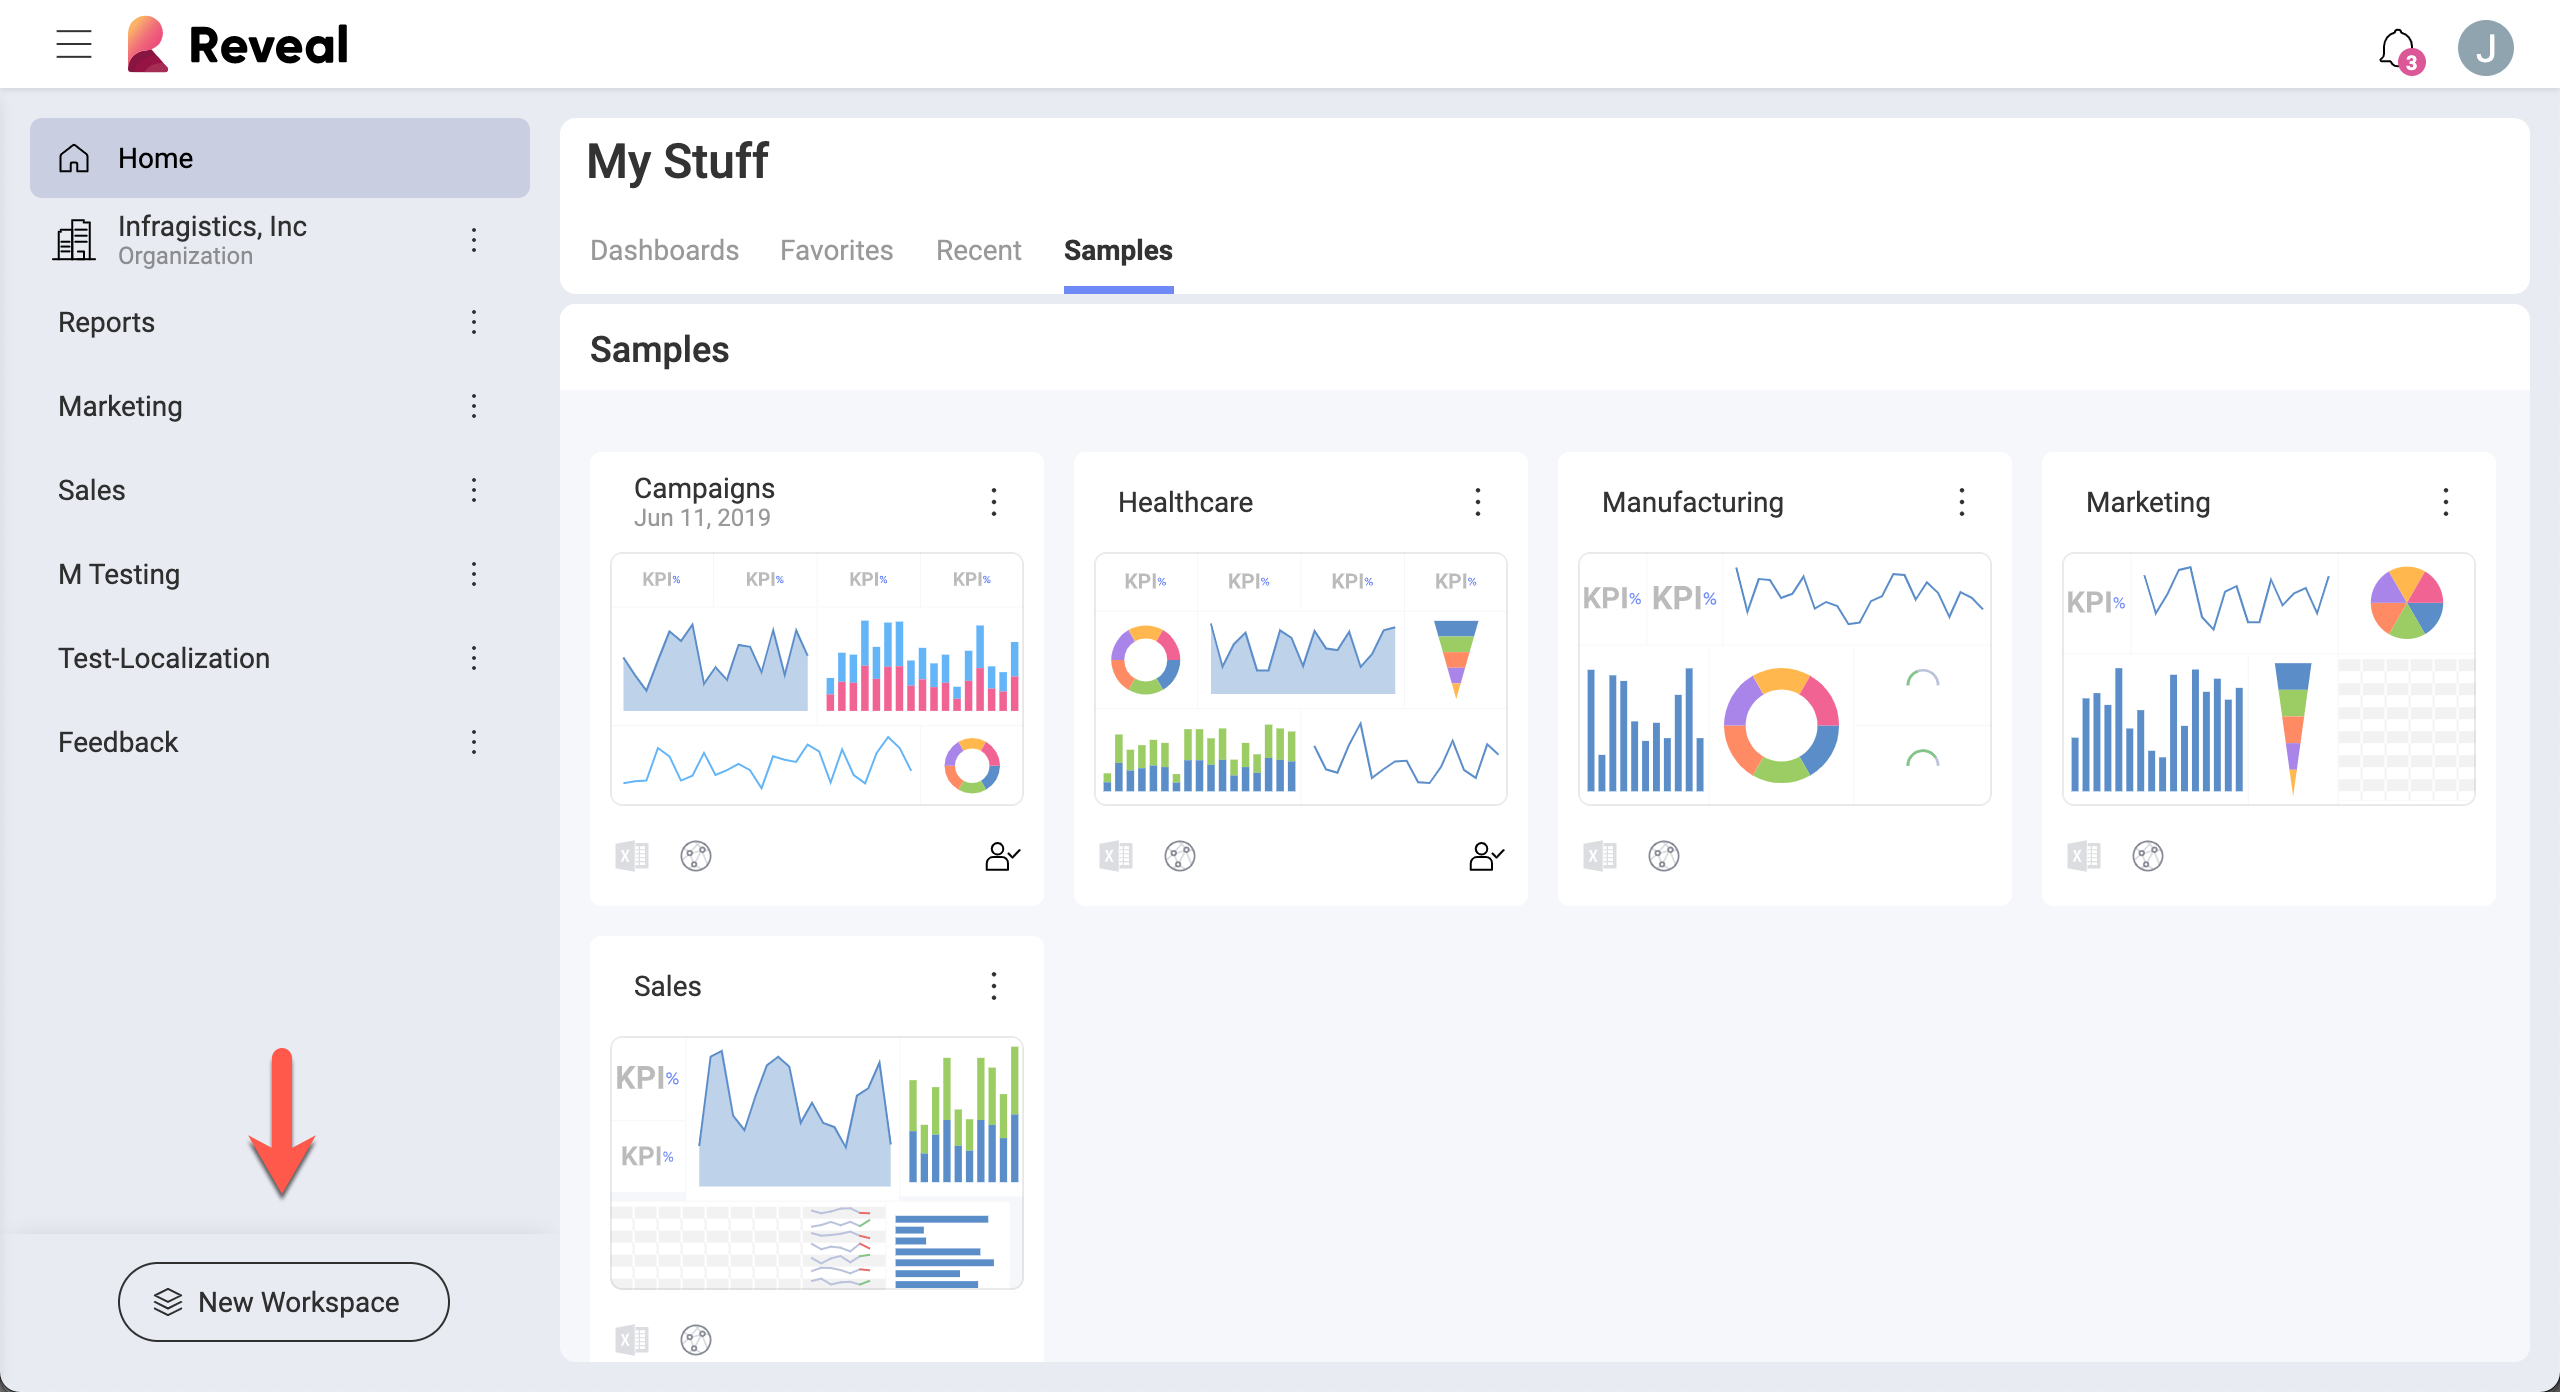 Reveal
3
J
Home
Infragistics, Inc
Organization
Reports
Marketing
Sales
M Testing
Test-Localization
Feedback
New Workspace
My Stuff
Dashboards Favorites Recent Samples
Samples
Campaigns
Jun 11, 2019
KPI% KPI% KPI% KPI%
Healthcare
KPI% KPI% KPI% KPI%
Manufacturing
KPI% KPI%
Marketing
KPI%
X X X X
Sales
KPI%
KPI%
X